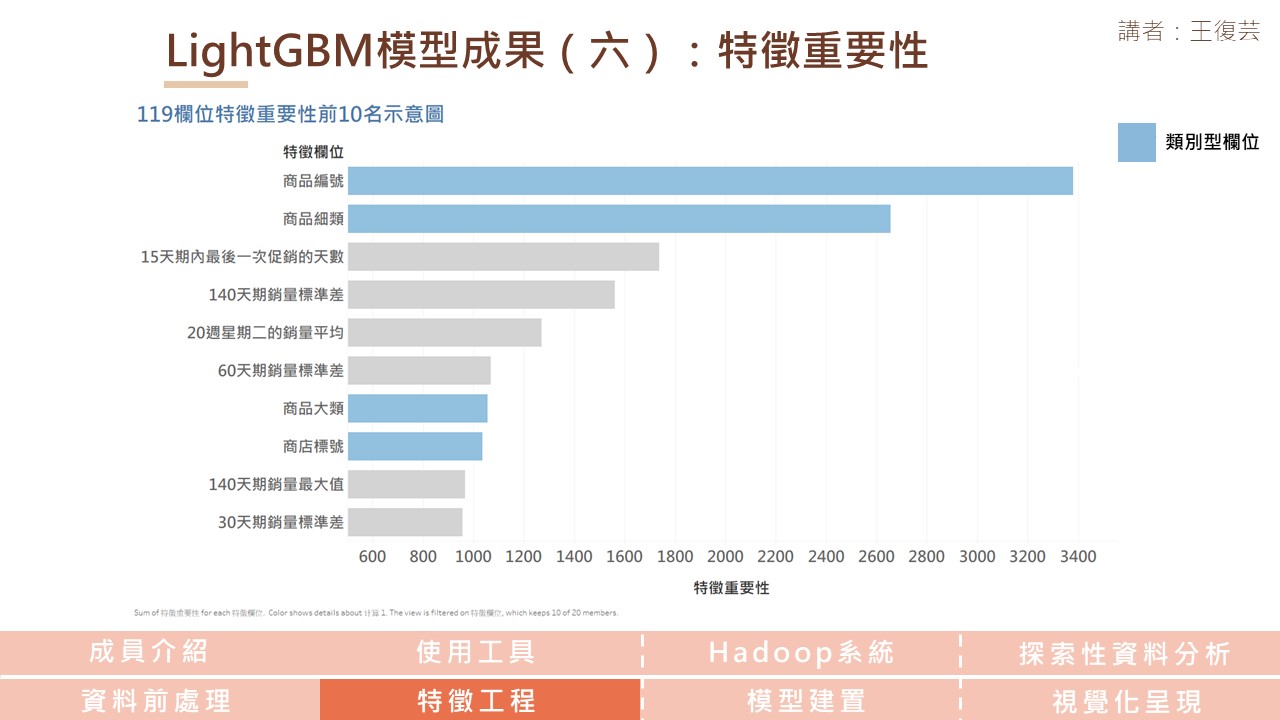 LightGBM模型成果（六）：特徵重要性
講者：王復芸
119欄位特徵重要性前10名示意圖
類別型欄位
特徵欄位
商品編號
商品細類
15天期內最後一次促銷的天數
140天期銷量標準差
20週星期二的銷量平均
60天期銷量標準差
商品大類
商店標號
140天期銷量最大值
30天期銷量標準差
600 800 1000 1200 1400 1600 1800 2000 2200 2400 2600 2800 3000 3200 3400
特徵重要性
Sum of 特徵重要性 for each 特徵欄位. Color shows details about 计算 1. The view is filtered on 特徵欄位, which keeps 10 of 20 members.
成員介紹 使用工具 Hadoop系統 探索性資料分析
資料前處理 特徵工程 模型建置 視覺化呈現